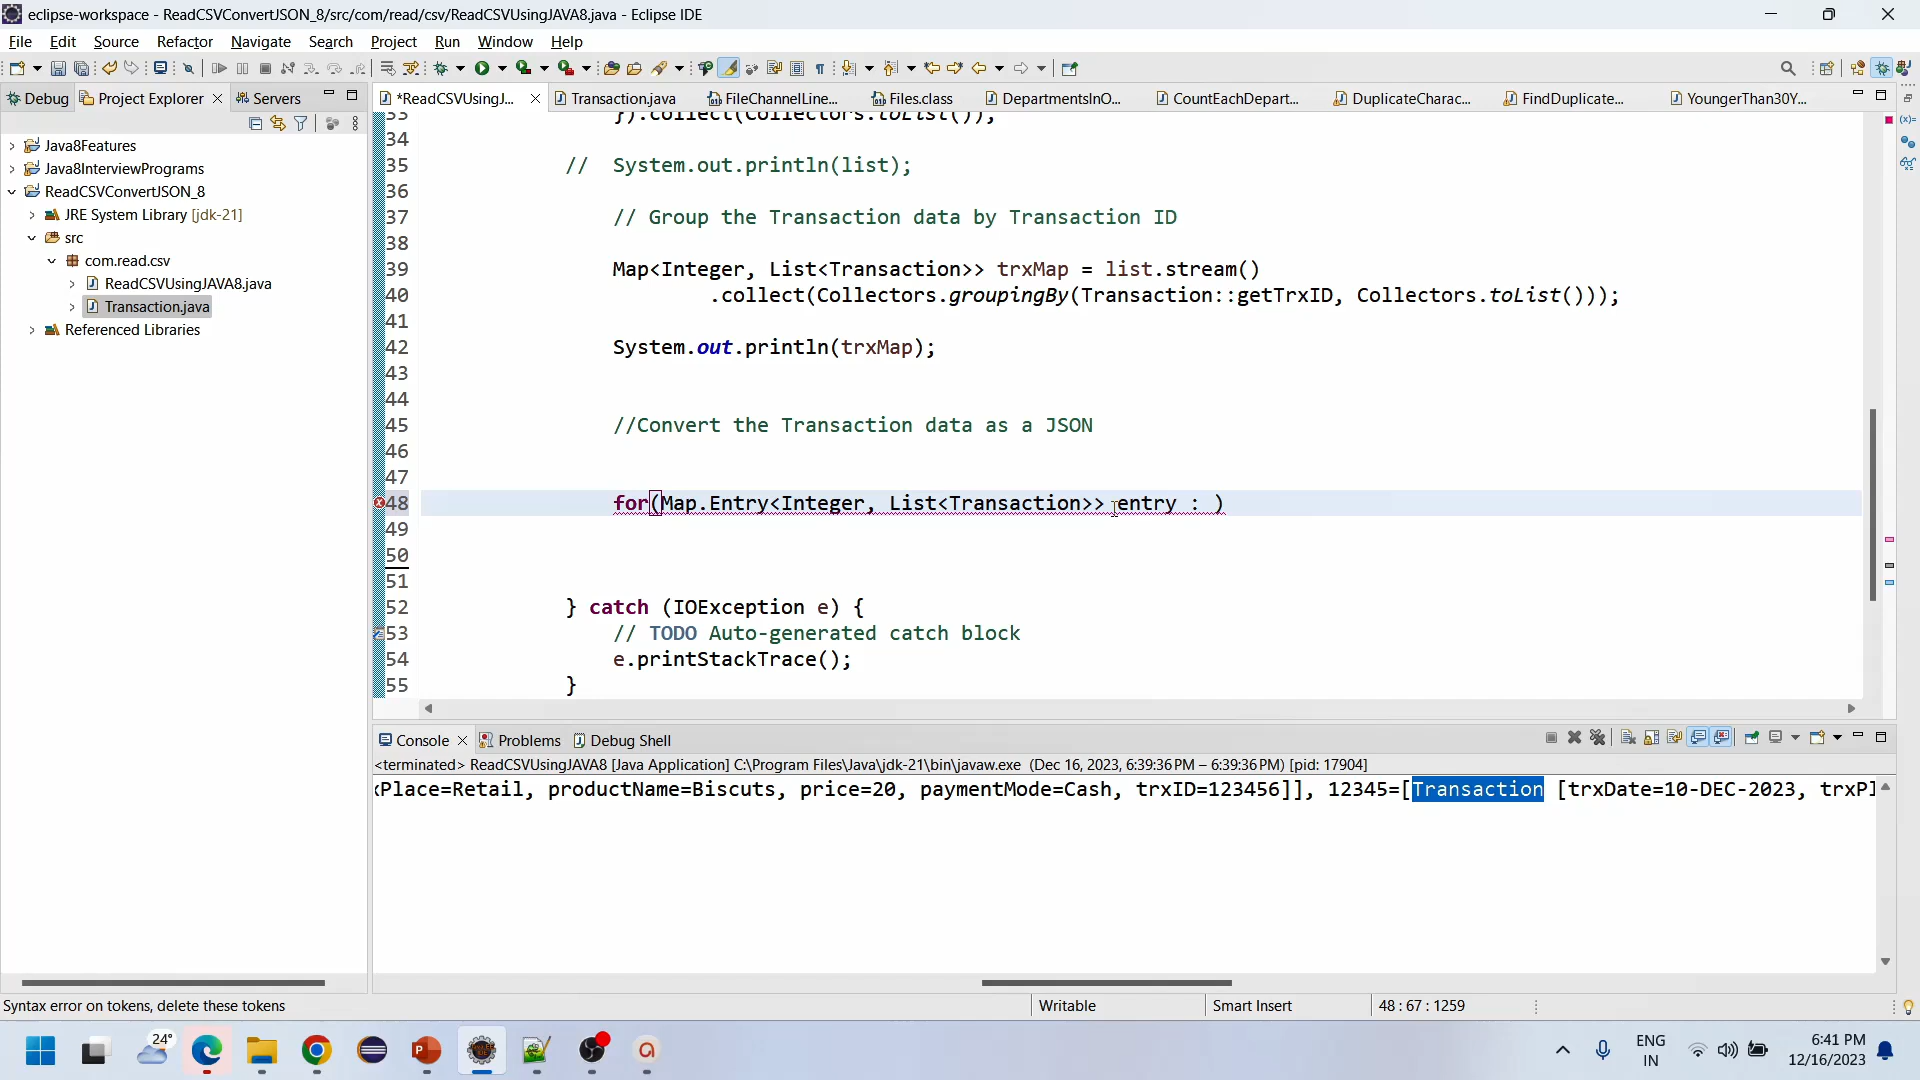 eclipse-workspace - ReadCSVConvertJSON_8/src/com/read/csv/ReadCSVUsingJAVA8.java - Eclipse IDE
File Edit Source Refactor Navigate Search Project Run Window Help
Debug Project Explorer Servers
*ReadCSVUsingJ... Transaction.java FileChannelLine... Files.class DepartmentsInO... CountEachDepart... DuplicateCharac... FindDuplicate... YoungerThan30Y...
Java8Features
Java8InterviewPrograms
ReadCSVConvertJSON_8
JRE System Library [jdk-21]
src
com.read.csv
ReadCSVUsingJAVA8.java
Transaction.java
Referenced Libraries
33 }).collect(Collectors.toList());
34
35 // System.out.println(list);
36
37 // Group the Transaction data by Transaction ID
38
39 Map<Integer, List<Transaction>> trxMap = list.stream()
40 .collect(Collectors.groupingBy(Transaction::getTrxID, Collectors.toList()));
41
42 System.out.println(trxMap);
43
44
45 //Convert the Transaction data as a JSON
46
47
48 for(Map.Entry<Integer, List<Transaction>> entry : )
49
50
51
52 } catch (IOException e) {
53 // TODO Auto-generated catch block
54 e.printStackTrace();
55 }
Console Problems Debug Shell
<terminated> ReadCSVUsingJAVA8 [Java Application] C:\Program Files\Java\jdk-21\bin\javaw.exe (Dec 16, 2023, 6:39:36 PM – 6:39:36 PM) [pid: 17904]
xPlace=Retail, productName=Biscuts, price=20, paymentMode=Cash, trxID=123456]], 12345=[Transaction [trxDate=10-DEC-2023, trxPl
Syntax error on tokens, delete these tokens Writable Smart Insert 48 : 67 : 1259
24°
ENG
IN
6:41 PM
12/16/2023